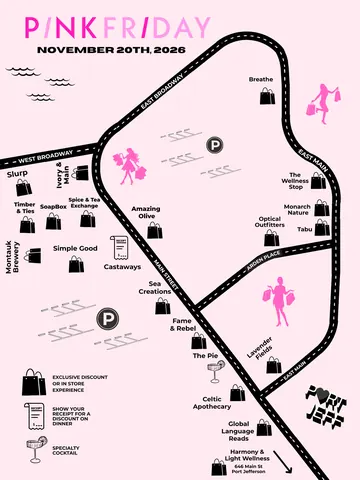 PINKFRIDAY
NOVEMBER 20TH, 2026
EAST BROADWAY
Breathe
P
WEST BROADWAY
EAST MAIN
Slurp
Ivory &
Main
The
Wellness
Stop
Timber
& Ties
SoapBox
Spice & Tea
Exchange
Amazing
Olive
Monarch
Nature
Optical
Outfitters
Tabu
Montauk
Brewery
Simple Good
Castaways
RECEIPT
MAIN STREET
ARDEN PLACE
Sea
Creations
P
Fame
& Rebel
The Pie
Lavender
Fields
EAST MAIN
EXCLUSIVE DISCOUNT
OR IN STORE
EXPERIENCE
RECEIPT
SHOW YOUR
RECEIPT FOR A
DISCOUNT ON
DINNER
SPECIALTY
COCKTAIL
Celtic
Apothecary
PORT
JEFF
Global
Language
Reads
Harmony &
Light Wellness
646 Main St
Port Jefferson